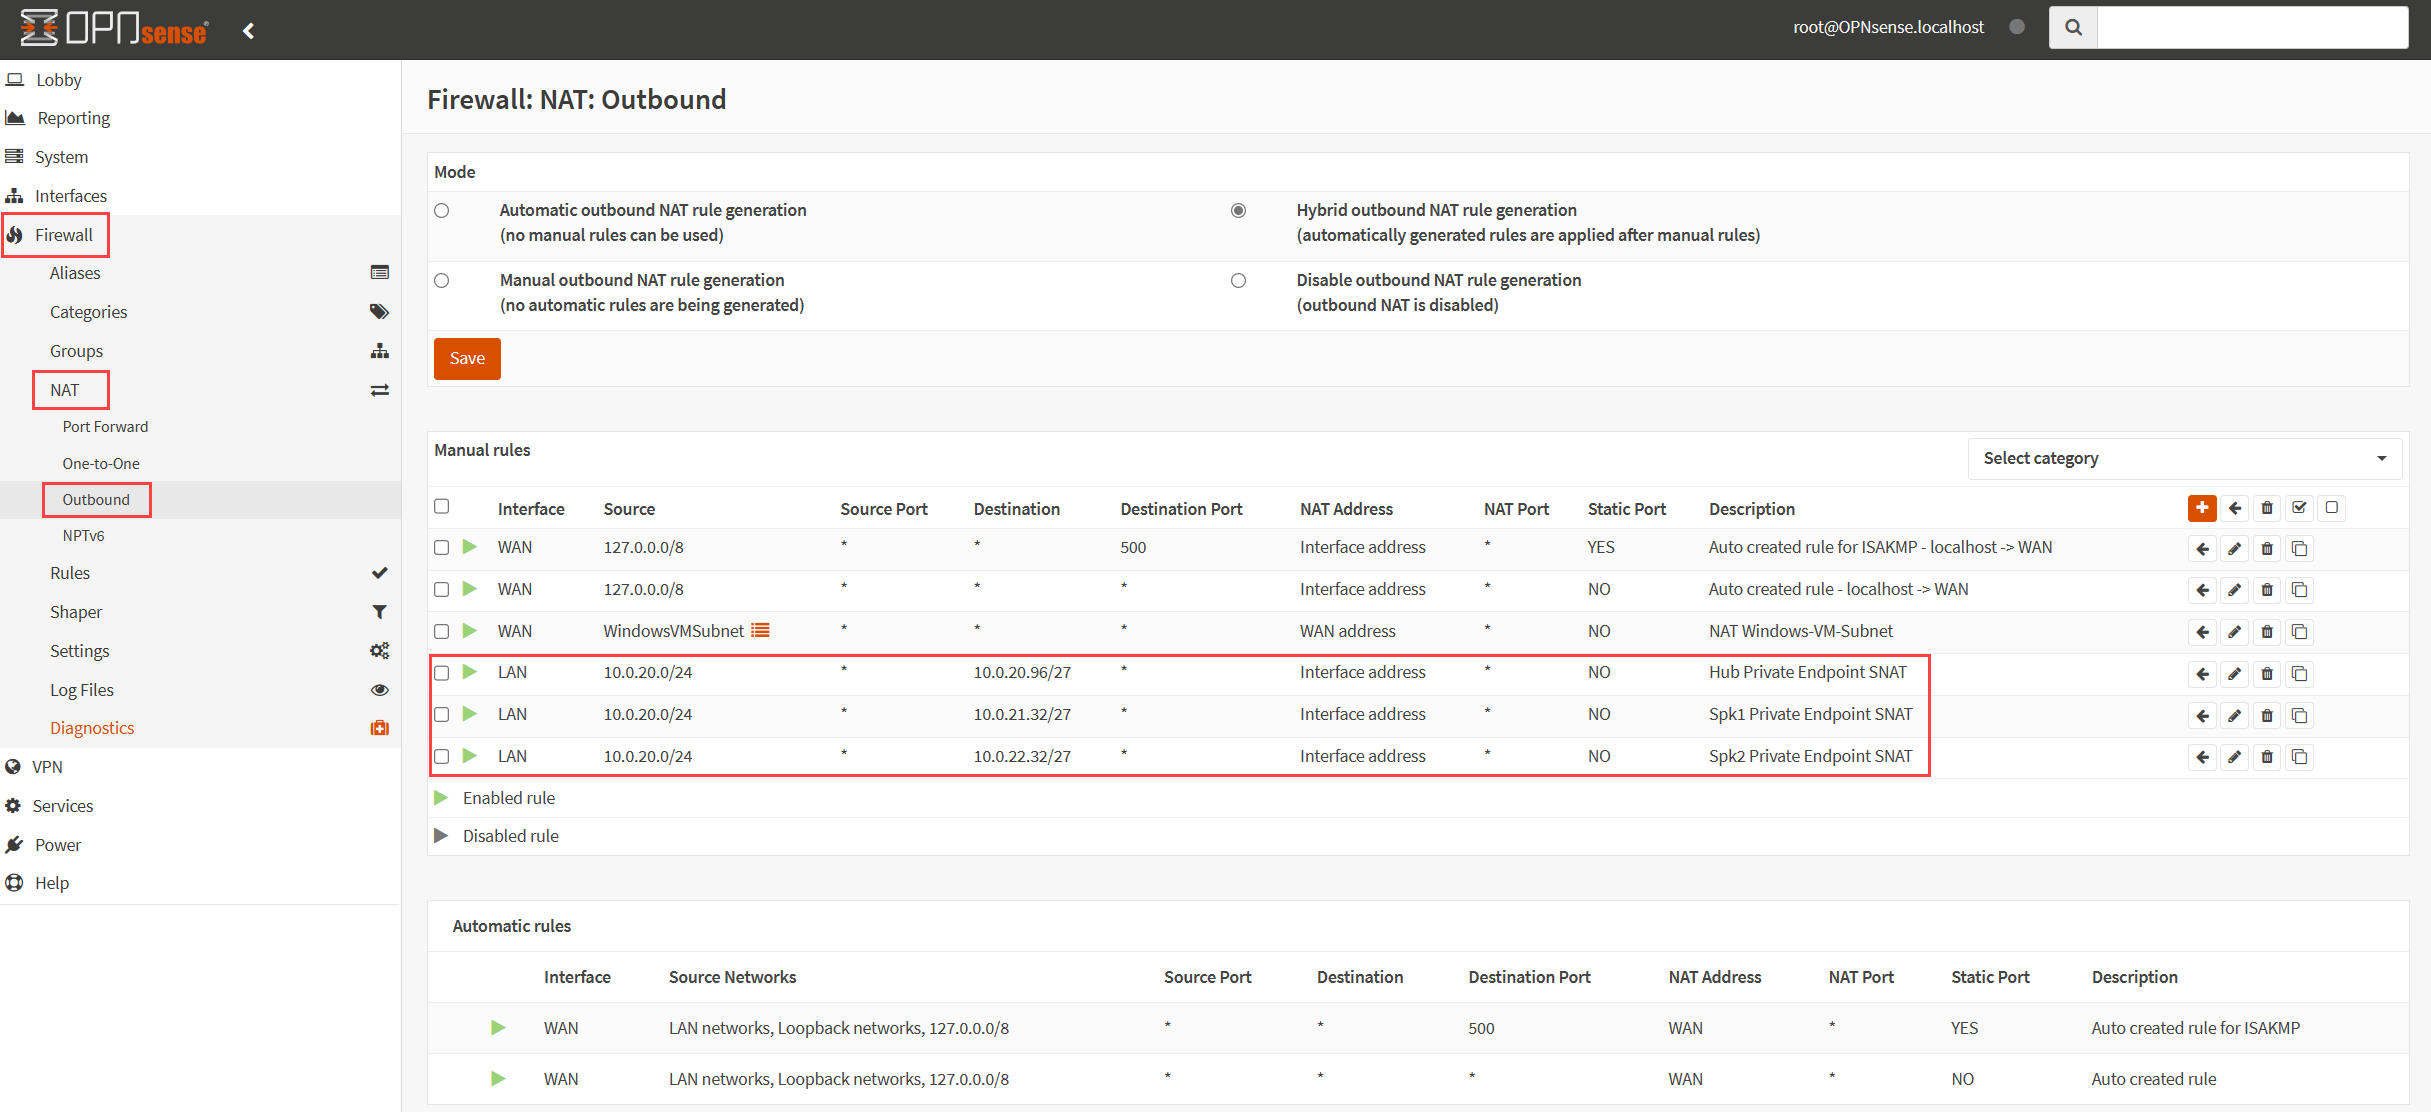 OPNsense®
root@OPNsense.localhost
Lobby
Reporting
System
Interfaces
Firewall
Aliases
Categories
Groups
NAT
Port Forward
One-to-One
Outbound
NPTv6
Rules
Shaper
Settings
Log Files
Diagnostics
VPN
Services
Power
Help
Firewall: NAT: Outbound
Mode
Automatic outbound NAT rule generation
(no manual rules can be used)
Hybrid outbound NAT rule generation
(automatically generated rules are applied after manual rules)
Manual outbound NAT rule generation
(no automatic rules are being generated)
Disable outbound NAT rule generation
(outbound NAT is disabled)
Save
Manual rules
Select category
Interface Source Source Port Destination Destination Port NAT Address NAT Port Static Port Description
WAN 127.0.0.0/8 * * 500 Interface address * YES Auto created rule for ISAKMP - localhost -> WAN
WAN 127.0.0.0/8 * * * Interface address * NO Auto created rule - localhost -> WAN
WAN WindowsVMSubnet * * * WAN address * NO NAT Windows-VM-Subnet
LAN 10.0.20.0/24 * 10.0.20.96/27 * Interface address * NO Hub Private Endpoint SNAT
LAN 10.0.20.0/24 * 10.0.21.32/27 * Interface address * NO Spk1 Private Endpoint SNAT
LAN 10.0.20.0/24 * 10.0.22.32/27 * Interface address * NO Spk2 Private Endpoint SNAT
Enabled rule
Disabled rule
Automatic rules
Interface Source Networks Source Port Destination Destination Port NAT Address NAT Port Static Port Description
WAN LAN networks, Loopback networks, 127.0.0.0/8 * * 500 WAN * YES Auto created rule for ISAKMP
WAN LAN networks, Loopback networks, 127.0.0.0/8 * * * WAN * NO Auto created rule